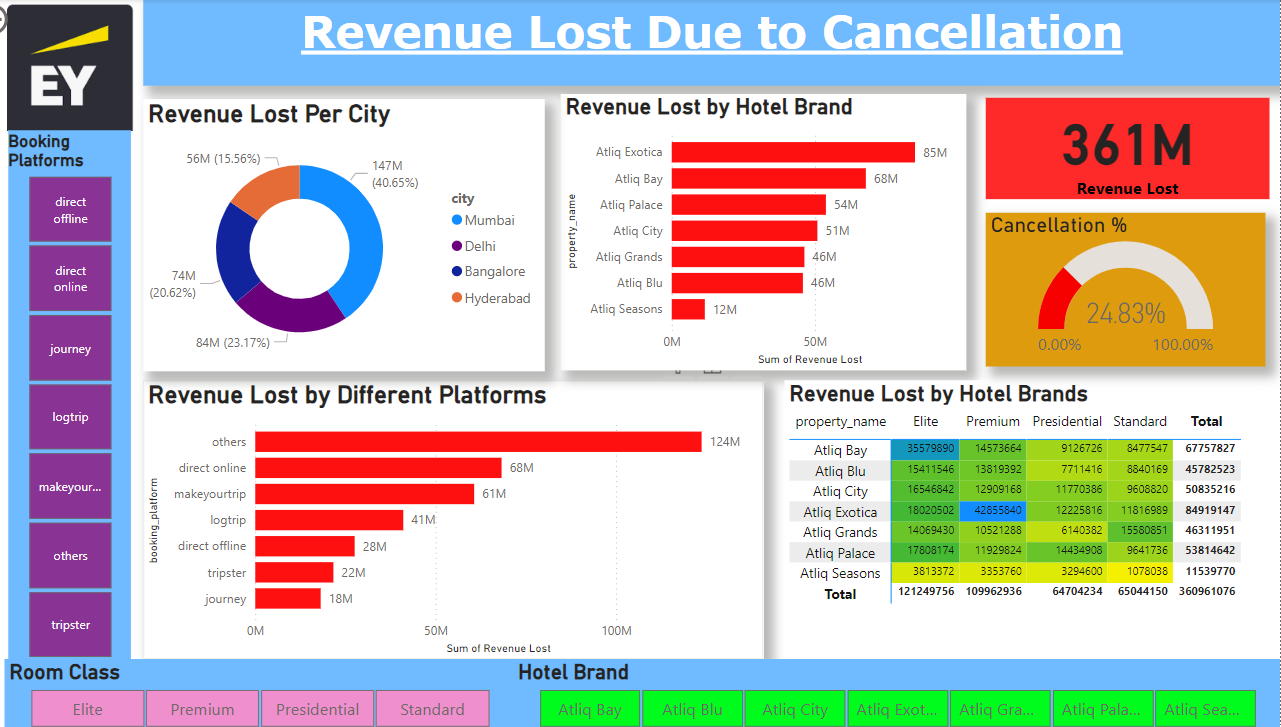 Revenue Lost Due to Cancellation
EY
Booking
Platforms
direct
offline
direct
online
journey
logtrip
makeyour...
others
tripster
Revenue Lost Per City
56M (15.56%)
147M
(40.65%)
74M
(20.62%)
84M (23.17%)
city
Mumbai
Delhi
Bangalore
Hyderabad
Revenue Lost by Hotel Brand
property_name
Atliq Exotica 85M
Atliq Bay 68M
Atliq Palace 54M
Atliq City 51M
Atliq Grands 46M
Atliq Blu 46M
Atliq Seasons 12M
0M 50M
Sum of Revenue Lost
361M
Revenue Lost
Cancellation %
24.83%
0.00% 100.00%
Revenue Lost by Different Platforms
booking_platform
others 124M
direct online 68M
makeyourtrip 61M
logtrip 41M
direct offline 28M
tripster 22M
journey 18M
0M 50M 100M
Sum of Revenue Lost
Revenue Lost by Hotel Brands
property_name Elite Premium Presidential Standard Total
Atliq Bay 35579890 14573664 9126726 8477547 67757827
Atliq Blu 15411546 13819392 7711416 8840169 45782523
Atliq City 16546842 12909168 11770386 9608820 50835216
Atliq Exotica 18020502 42855840 12225816 11816989 84919147
Atliq Grands 14069430 10521288 6140382 15580851 46311951
Atliq Palace 17808174 11929824 14434908 9641736 53814642
Atliq Seasons 3813372 3353760 3294600 1078038 11539770
Total 121249756 109962936 64704234 65044150 360961076
Room Class
Elite Premium Presidential Standard
Hotel Brand
Atliq Bay Atliq Blu Atliq City Atliq Exot... Atliq Gra... Atliq Pala... Atliq Sea...